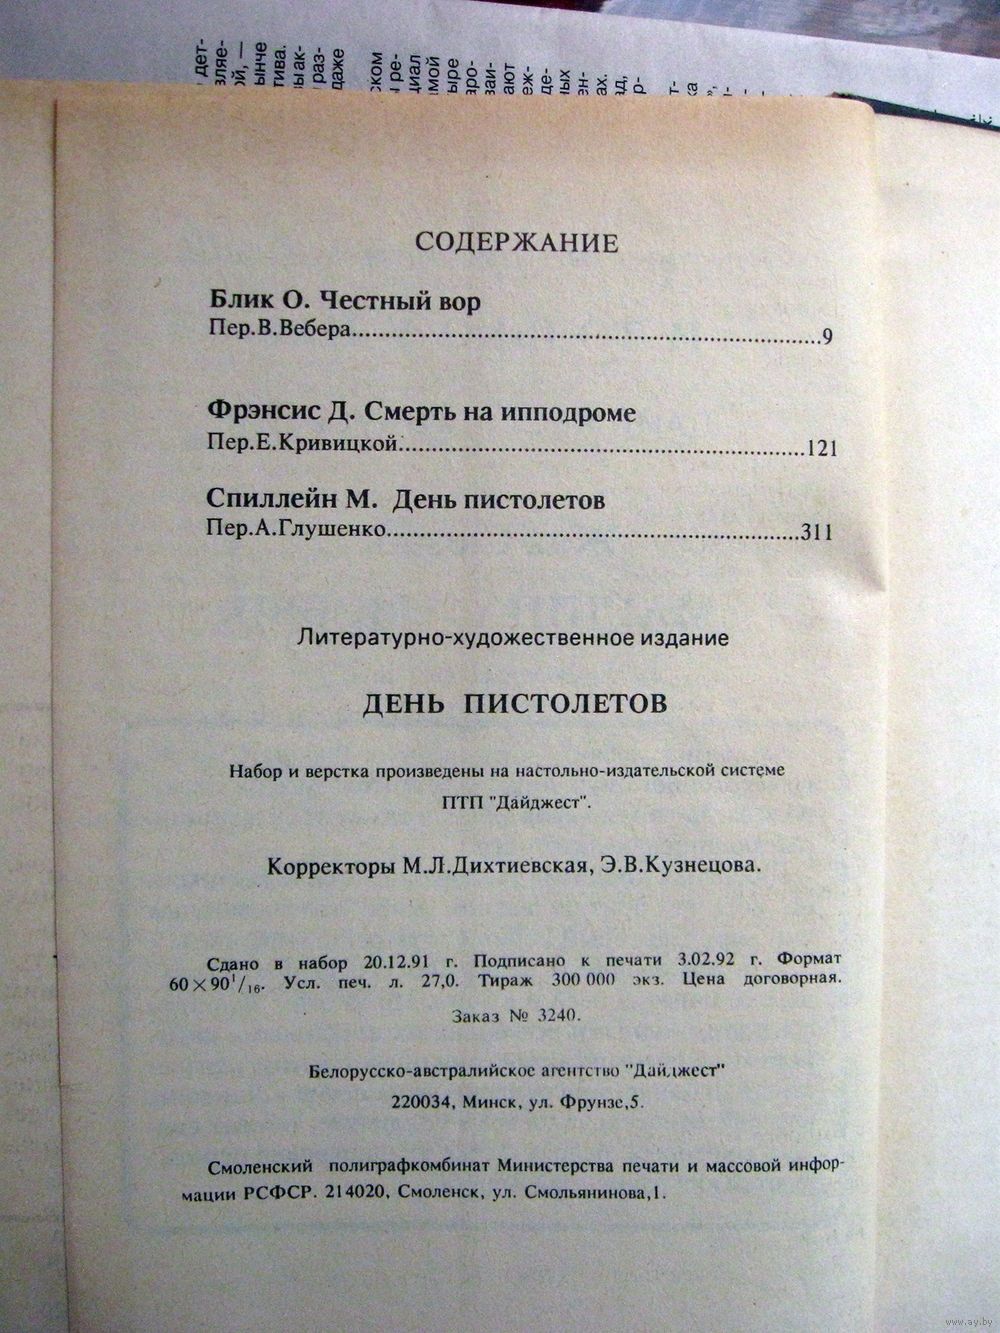 СОДЕРЖАНИЕ
Блик О. Честный вор
Пер.В.Вебера.......................................................................9
Фрэнсис Д. Смерть на ипподроме
Пер.Е.Кривицкой.............................................................121
Спиллейн М. День пистолетов
Пер.А.Глушенко..............................................................311
Литературно-художественное издание
ДЕНЬ ПИСТОЛЕТОВ
Набор и верстка произведены на настольно-издательской системе
ПТП "Дайджест".
Корректоры М.Л.Дихтиевская, Э.В.Кузнецова.
Сдано в набор 20.12.91 г. Подписано к печати 3.02.92 г. Формат
60×90¹/₁₆. Усл. печ. л. 27,0. Тираж 300 000 экз. Цена договорная.
Заказ № 3240.
Белорусско-австралийское агентство "Дайджест"
220034, Минск, ул. Фрунзе,5.
Смоленский полиграфкомбинат Министерства печати и массовой инфор-
мации РСФСР. 214020, Смоленск, ул. Смольянинова,1.
www.ay.by